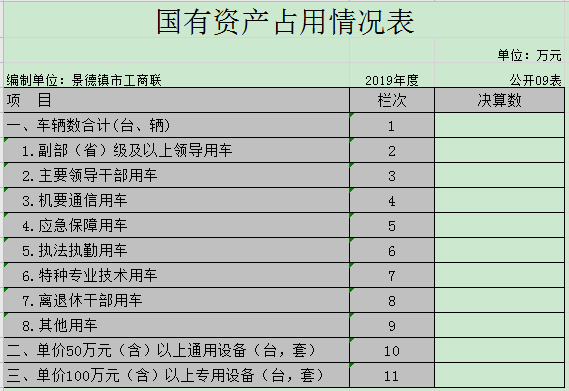 国有资产占用情况表
单位：万元
编制单位：景德镇市工商联 2019年度 公开09表
项 目 栏次 决算数
一、车辆数合计(台、辆) 1
1.副部（省）级及以上领导用车 2
2.主要领导干部用车 3
3.机要通信用车 4
4.应急保障用车 5
5.执法执勤用车 6
6.特种专业技术用车 7
7.离退休干部用车 8
8.其他用车 9
二、单价50万元（含）以上通用设备（台，套） 10
三、单价100万元（含）以上专用设备（台，套） 11